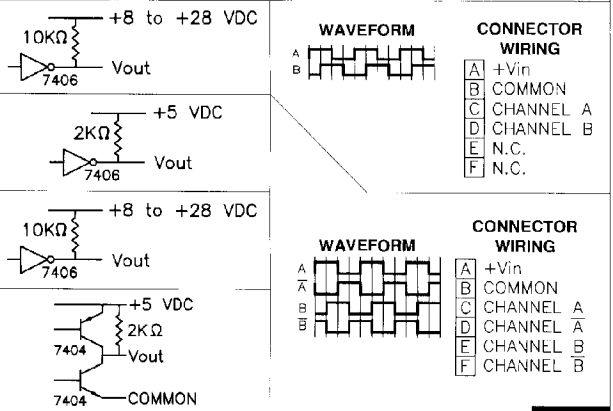 +8 to +28 VDC
10KΩ
Vout
7406
+5 VDC
2KΩ
Vout
7406
WAVEFORM
A
B
CONNECTOR
WIRING
A +Vin
B COMMON
C CHANNEL A
D CHANNEL B
E N.C.
F N.C.
+8 to +28 VDC
10KΩ
Vout
7406
+5 VDC
2KΩ
7404
Vout
7404
COMMON
WAVEFORM
A
A̅
B
B̅
CONNECTOR
WIRING
A +Vin
B COMMON
C CHANNEL A
D CHANNEL A̅
E CHANNEL B
F CHANNEL B̅